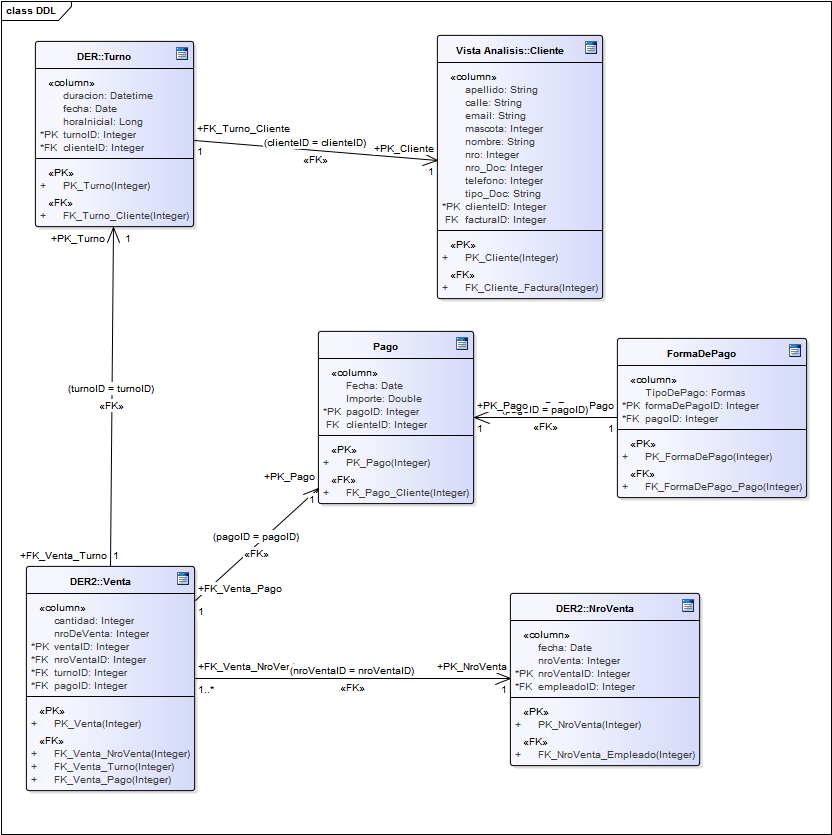 class DDL
DER::Turno
«column»
duracion: Datetime
fecha: Date
horaInicial: Long
*PK turnoID: Integer
*FK clienteID: Integer
«PK»
+ PK_Turno(Integer)
«FK»
+ FK_Turno_Cliente(Integer)
+FK_Turno_Cliente
1
(clienteID = clienteID)
«FK»
+PK_Cliente
1
Vista Analisis::Cliente
«column»
apellido: String
calle: String
email: String
mascota: Integer
nombre: String
nro: Integer
nro_Doc: Integer
telefono: Integer
tipo_Doc: String
*PK clienteID: Integer
FK facturaID: Integer
«PK»
+ PK_Cliente(Integer)
«FK»
+ FK_Cliente_Factura(Integer)
+PK_Turno
1
(turnoID = turnoID)
«FK»
+FK_Venta_Turno
1
Pago
«column»
Fecha: Date
Importe: Double
*PK pagoID: Integer
FK clienteID: Integer
«PK»
+ PK_Pago(Integer)
«FK»
+ FK_Pago_Cliente(Integer)
+PK_Pago
1
= pagoID)
«FK»
Pago
1
FormaDePago
«column»
TipoDePago: Formas
*PK formaDePagoID: Integer
*FK pagoID: Integer
«PK»
+ PK_FormaDePago(Integer)
«FK»
+ FK_FormaDePago_Pago(Integer)
+PK_Pago
1
(pagoID = pagoID)
«FK»
+FK_Venta_Pago
1
DER2::Venta
«column»
cantidad: Integer
nroDeVenta: Integer
*PK ventaID: Integer
*FK nroVentaID: Integer
*FK turnoID: Integer
*FK pagoID: Integer
«PK»
+ PK_Venta(Integer)
«FK»
+ FK_Venta_NroVenta(Integer)
+ FK_Venta_Turno(Integer)
+ FK_Venta_Pago(Integer)
+FK_Venta_NroVer
1..*
(nroVentaID = nroVentaID)
«FK»
+PK_NroVenta
1
DER2::NroVenta
«column»
fecha: Date
nroVenta: Integer
*PK nroVentaID: Integer
*FK empleadoID: Integer
«PK»
+ PK_NroVenta(Integer)
«FK»
+ FK_NroVenta_Empleado(Integer)